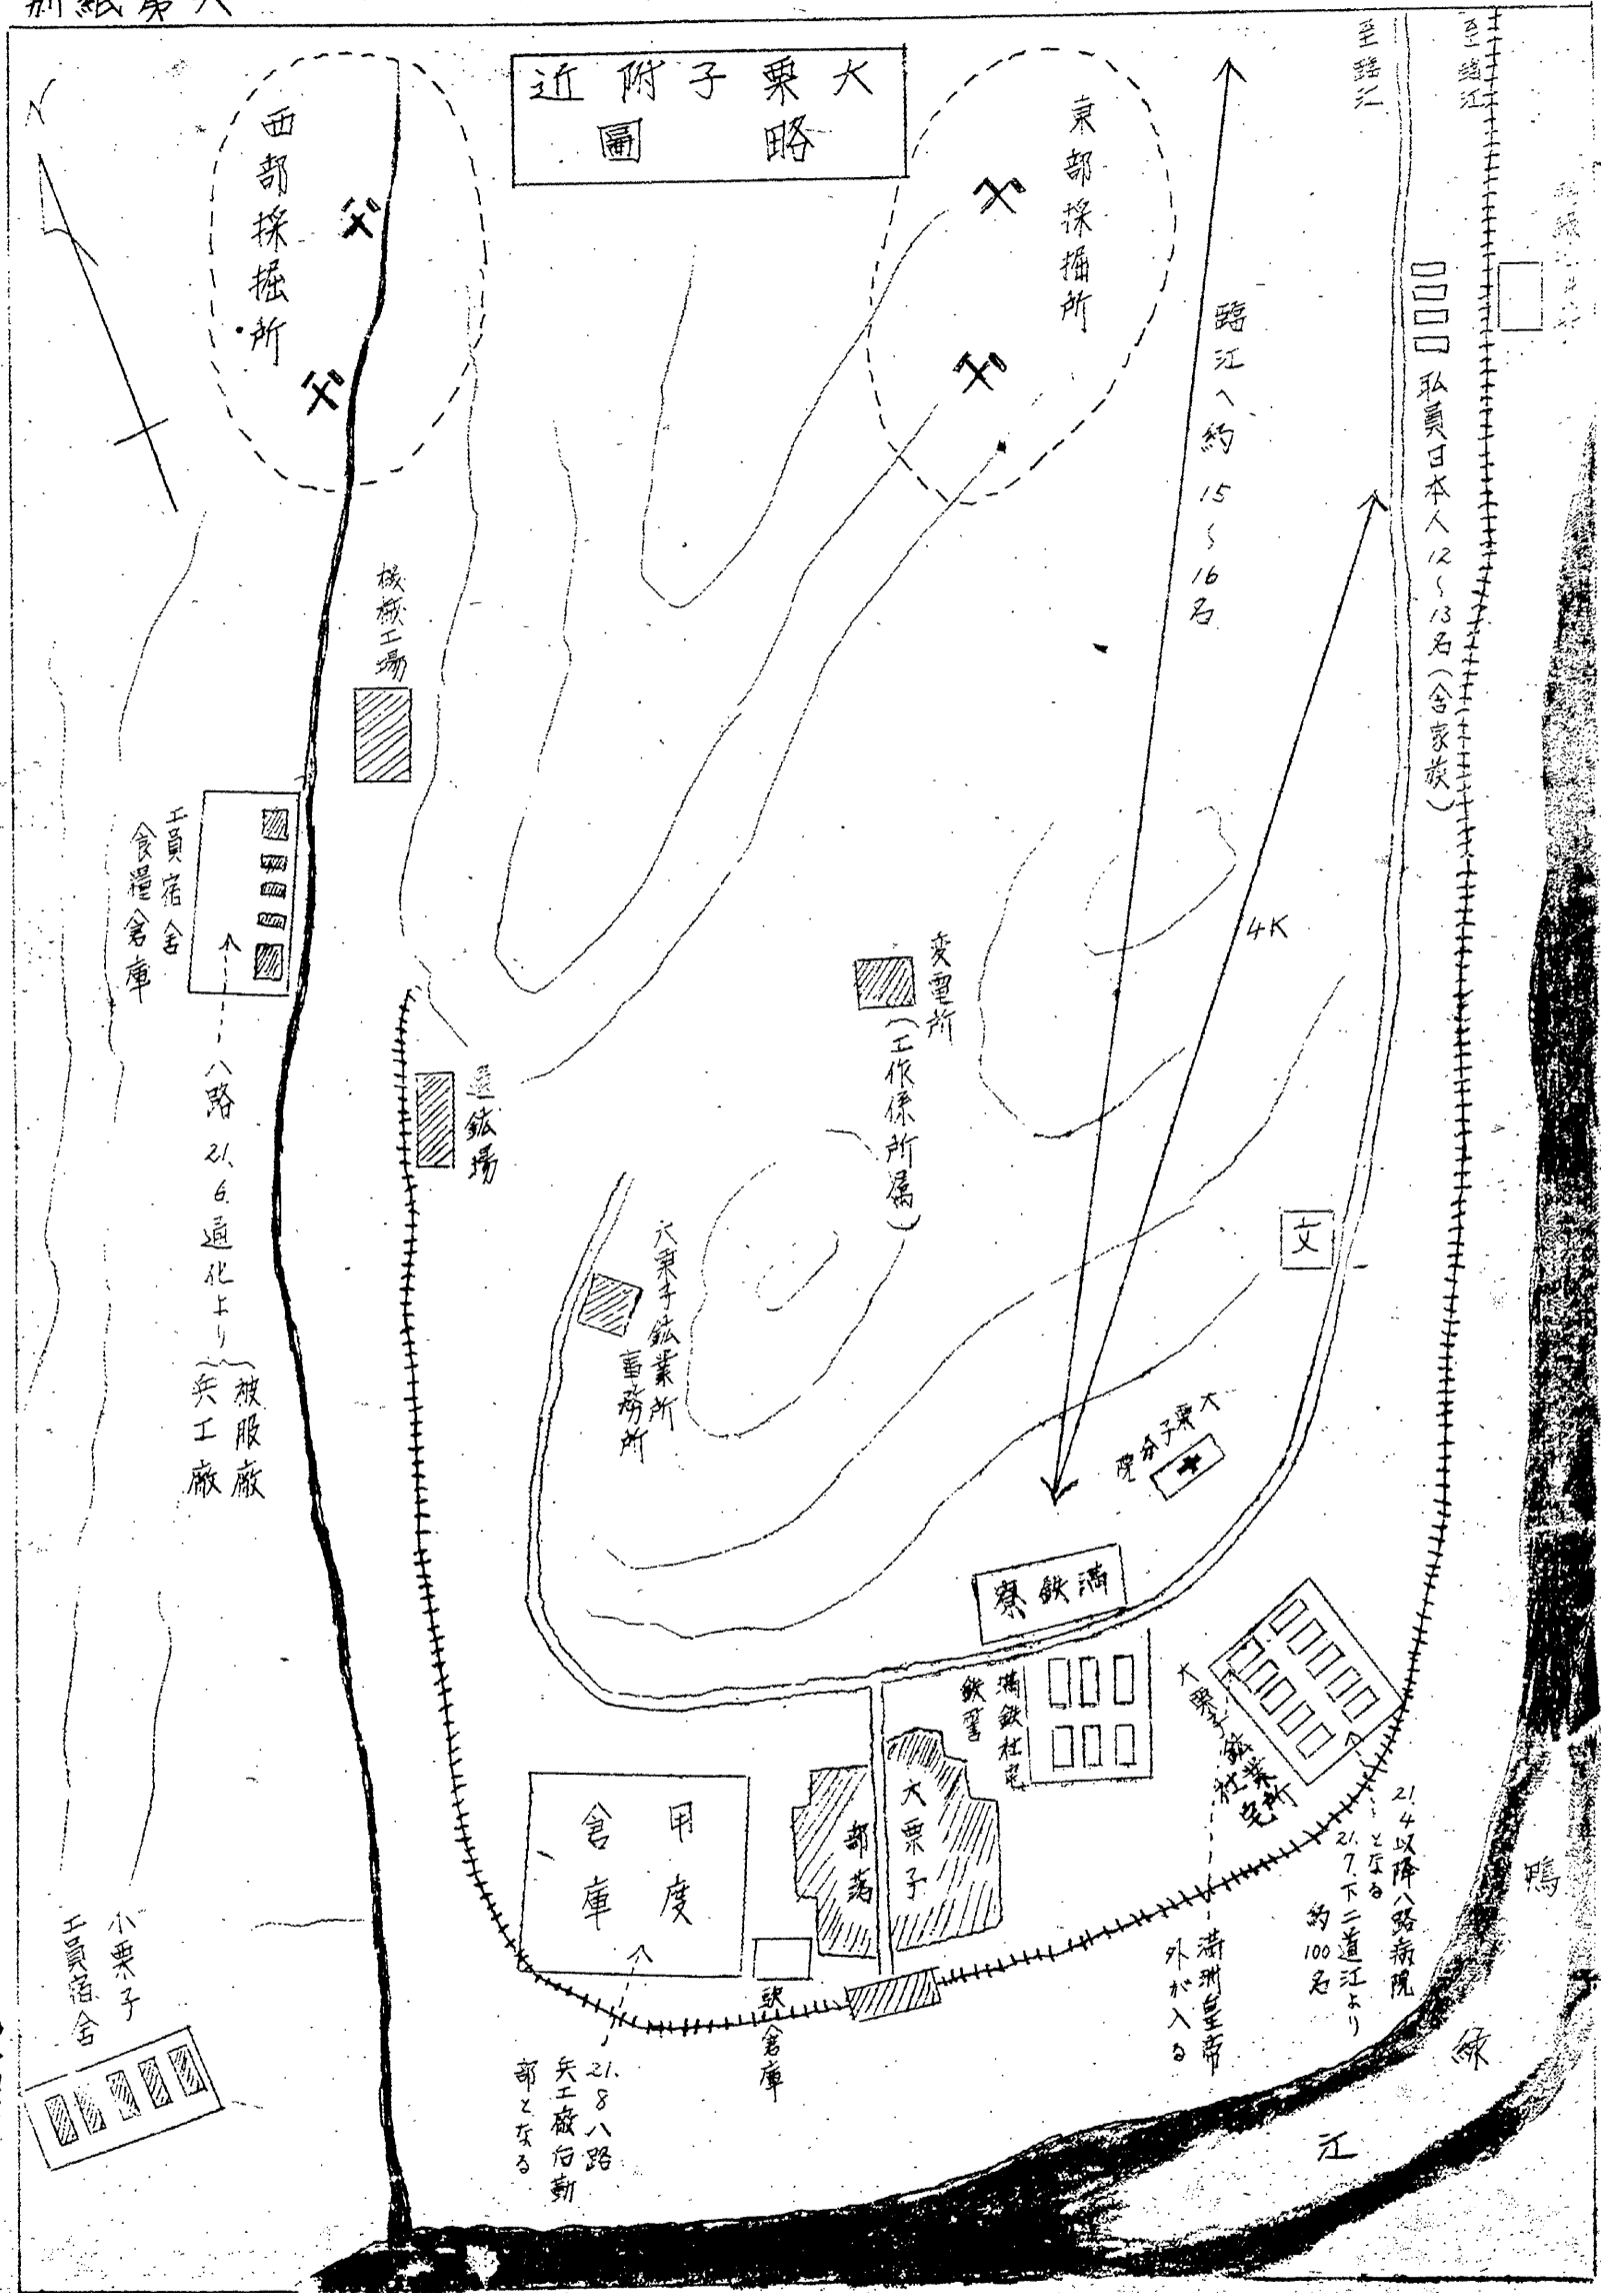 別紙第六
大栗子附近
略圖
西部採掘所
東部採掘所
至臨江
至臨江
臨江へ約15〜16名
私員日本人12〜13名(含家族)
4K
機械工場
工員宿舎
食糧倉庫
八路21.6.通化より
被服廠
兵工廠
選鉱場
変電所
(工作係所属)
大栗子鉱業所
事務所
文
大栗子分院
満鉄寮
満鉄社宅
鉄警
大栗子鉱業所
社宅
21.4以降八路病院
となる
21.7.下二道江より
約100名
満洲皇帝
外が入る
大栗子
部落
用度
倉庫
駅
倉庫
21.8八路
兵工廠后勤
部となる
小栗子
工員宿舎
鴨
緑
江